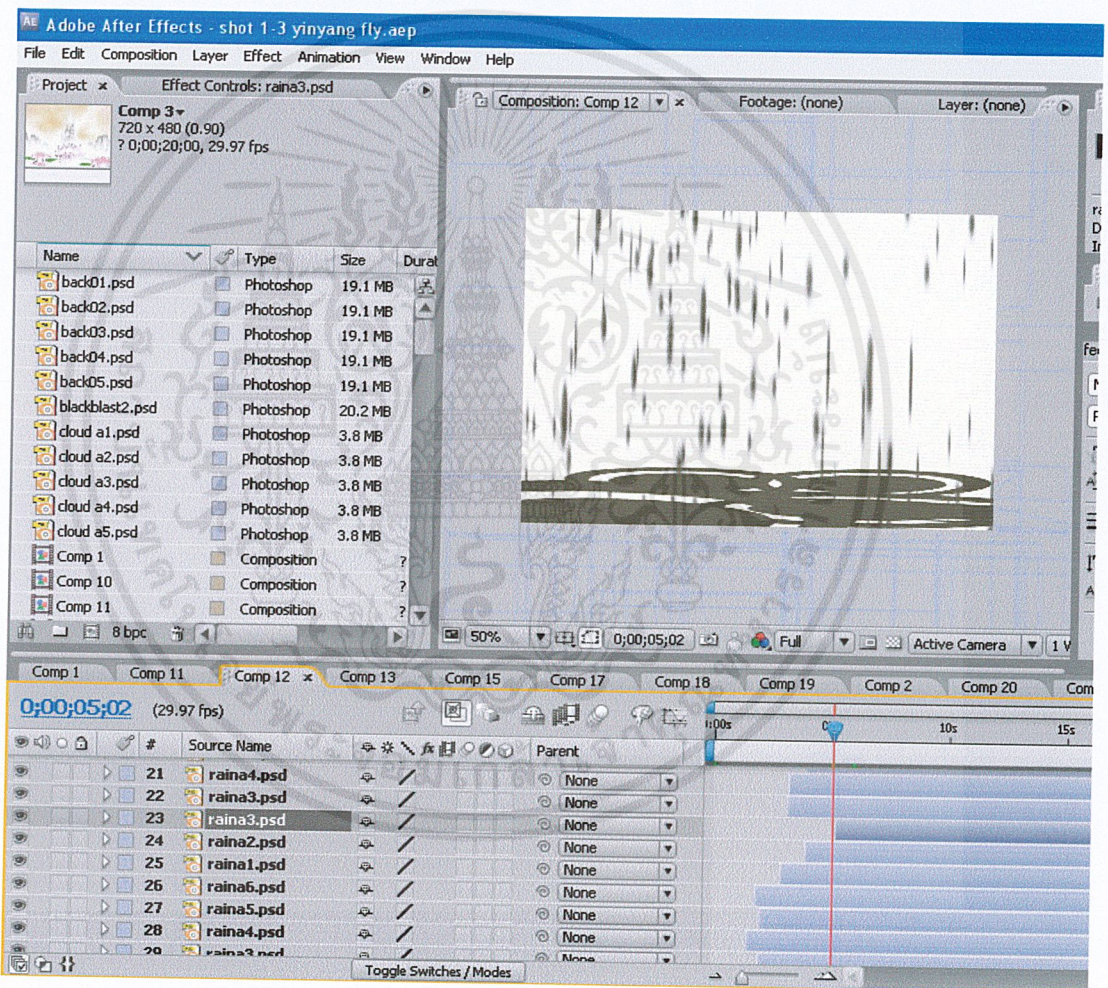 AE Adobe After Effects - shot 1-3 yinyang fly.aep
File Edit Composition Layer Effect Animation View Window Help
Project × Effect Controls: raina3.psd
Comp 3
720 x 480 (0.90)
? 0;00;20;00, 29.97 fps
Name Type Size Durat
back01.psd Photoshop 19.1 MB
back02.psd Photoshop 19.1 MB
back03.psd Photoshop 19.1 MB
back04.psd Photoshop 19.1 MB
back05.psd Photoshop 19.1 MB
blackblast2.psd Photoshop 20.2 MB
cloud a1.psd Photoshop 3.8 MB
cloud a2.psd Photoshop 3.8 MB
cloud a3.psd Photoshop 3.8 MB
cloud a4.psd Photoshop 3.8 MB
cloud a5.psd Photoshop 3.8 MB
Comp 1 Composition ?
Comp 10 Composition ?
Comp 11 Composition ?
8 bpc
Composition: Comp 12 × Footage: (none) Layer: (none)
50% 0;00;05;02 Full Active Camera 1 V
Comp 1 Comp 11 Comp 12 × Comp 13 Comp 15 Comp 17 Comp 18 Comp 19 Comp 2 Comp 20 Com
0;00;05;02 (29.97 fps)
:00s 10s 15s
# Source Name Parent
21 raina4.psd None
22 raina3.psd None
23 raina3.psd None
24 raina2.psd None
25 raina1.psd None
26 raina6.psd None
27 raina5.psd None
28 raina4.psd None
29 raina3.psd None
Toggle Switches / Modes